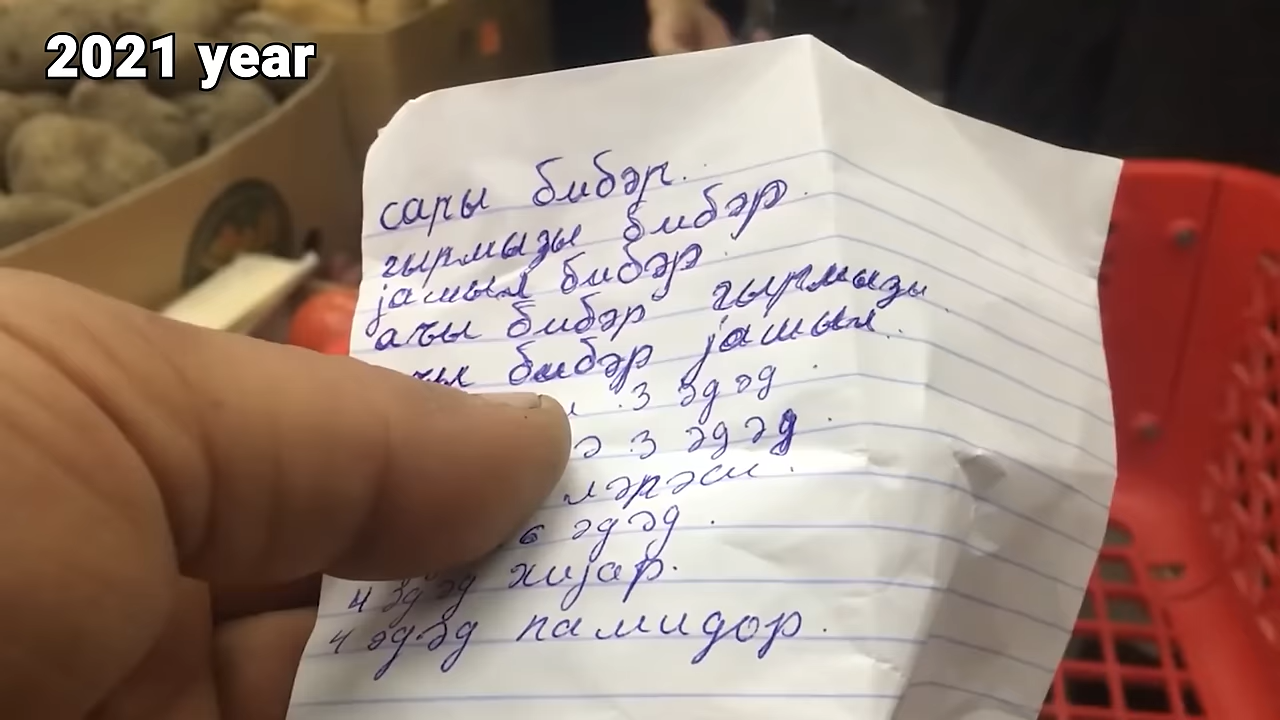 2021 year
сары бибәр.
гырмызы бибәр.
јашыл бибәр.
ачы бибәр гырмызы
бибәр јашыл.
3 әдәд.
3 әдәд.
6 әдәд.
4 әдәд хијар.
4 әдәд памидор.